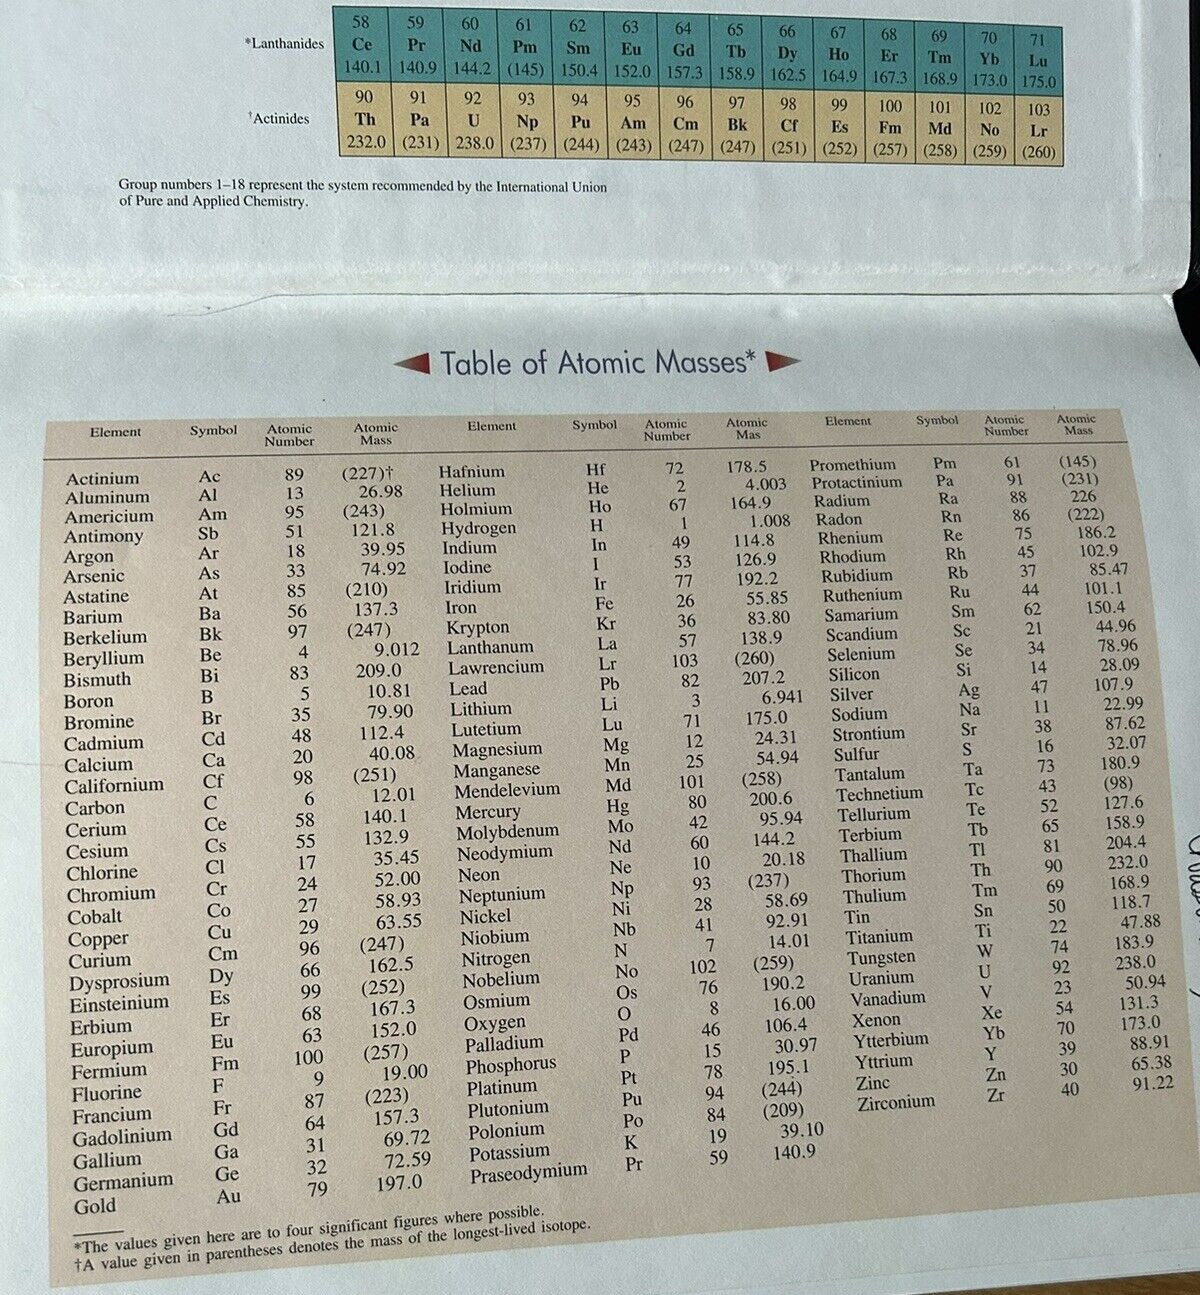 58 59 60 61 62 63 64 65 66 67 68 69 70 71
*Lanthanides Ce Pr Nd Pm Sm Eu Gd Tb Dy Ho Er Tm Yb Lu
140.1 140.9 144.2 (145) 150.4 152.0 157.3 158.9 162.5 164.9 167.3 168.9 173.0 175.0
90 91 92 93 94 95 96 97 98 99 100 101 102 103
†Actinides Th Pa U Np Pu Am Cm Bk Cf Es Fm Md No Lr
232.0 (231) 238.0 (237) (244) (243) (247) (247) (251) (252) (257) (258) (259) (260)
Group numbers 1–18 represent the system recommended by the International Union
of Pure and Applied Chemistry.
Table of Atomic Masses*
Element Symbol Atomic Number Atomic Mass Element Symbol Atomic Number Atomic Mas Element Symbol Atomic Number Atomic Mass
Actinium Ac 89 (227)† Hafnium Hf 72 178.5 Promethium Pm 61 (145)
Aluminum Al 13 26.98 Helium He 2 4.003 Protactinium Pa 91 (231)
Americium Am 95 (243) Holmium Ho 67 164.9 Radium Ra 88 226
Antimony Sb 51 121.8 Hydrogen H 1 1.008 Radon Rn 86 (222)
Argon Ar 18 39.95 Indium In 49 114.8 Rhenium Re 75 186.2
Arsenic As 33 74.92 Iodine I 53 126.9 Rhodium Rh 45 102.9
Astatine At 85 (210) Iridium Ir 77 192.2 Rubidium Rb 37 85.47
Barium Ba 56 137.3 Iron Fe 26 55.85 Ruthenium Ru 44 101.1
Berkelium Bk 97 (247) Krypton Kr 36 83.80 Samarium Sm 62 150.4
Beryllium Be 4 9.012 Lanthanum La 57 138.9 Scandium Sc 21 44.96
Bismuth Bi 83 209.0 Lawrencium Lr 103 (260) Selenium Se 34 78.96
Boron B 5 10.81 Lead Pb 82 207.2 Silicon Si 14 28.09
Bromine Br 35 79.90 Lithium Li 3 6.941 Silver Ag 47 107.9
Cadmium Cd 48 112.4 Lutetium Lu 71 175.0 Sodium Na 11 22.99
Calcium Ca 20 40.08 Magnesium Mg 12 24.31 Strontium Sr 38 87.62
Californium Cf 98 (251) Manganese Mn 25 54.94 Sulfur S 16 32.07
Carbon C 6 12.01 Mendelevium Md 101 (258) Tantalum Ta 73 180.9
Cerium Ce 58 140.1 Mercury Hg 80 200.6 Technetium Tc 43 (98)
Cesium Cs 55 132.9 Molybdenum Mo 42 95.94 Tellurium Te 52 127.6
Chlorine Cl 17 35.45 Neodymium Nd 60 144.2 Terbium Tb 65 158.9
Chromium Cr 24 52.00 Neon Ne 10 20.18 Thallium Tl 81 204.4
Cobalt Co 27 58.93 Neptunium Np 93 (237) Thorium Th 90 232.0
Copper Cu 29 63.55 Nickel Ni 28 58.69 Thulium Tm 69 168.9
Curium Cm 96 (247) Niobium Nb 41 92.91 Tin Sn 50 118.7
Dysprosium Dy 66 162.5 Nitrogen N 7 14.01 Titanium Ti 22 47.88
Einsteinium Es 99 (252) Nobelium No 102 (259) Tungsten W 74 183.9
Erbium Er 68 167.3 Osmium Os 76 190.2 Uranium U 92 238.0
Europium Eu 63 152.0 Oxygen O 8 16.00 Vanadium V 23 50.94
Fermium Fm 100 (257) Palladium Pd 46 106.4 Xenon Xe 54 131.3
Fluorine F 9 19.00 Phosphorus P 15 30.97 Ytterbium Yb 70 173.0
Francium Fr 87 (223) Platinum Pt 78 195.1 Yttrium Y 39 88.91
Gadolinium Gd 64 157.3 Plutonium Pu 94 (244) Zinc Zn 30 65.38
Gallium Ga 31 69.72 Polonium Po 84 (209) Zirconium Zr 40 91.22
Germanium Ge 32 72.59 Potassium K 19 39.10
Gold Au 79 197.0 Praseodymium Pr 59 140.9
*The values given here are to four significant figures where possible.
†A value given in parentheses denotes the mass of the longest-lived isotope.